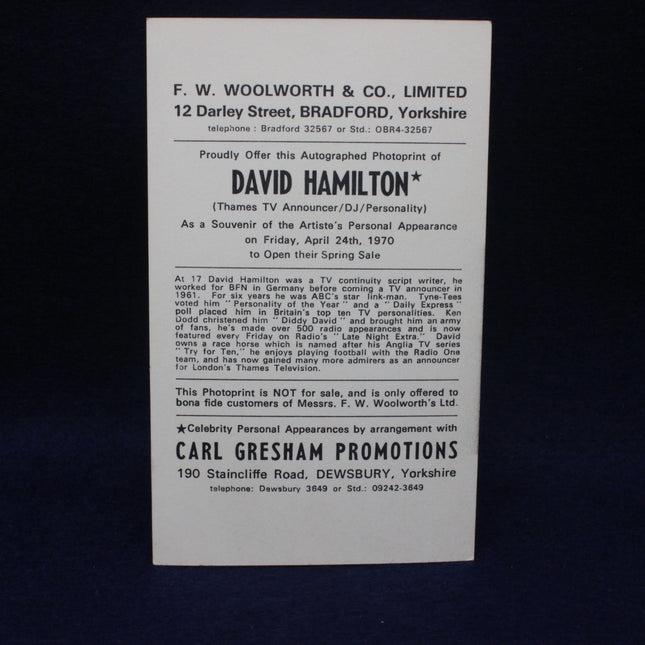 F. W. WOOLWORTH & CO., LIMITED
12 Darley Street, BRADFORD, Yorkshire
telephone : Bradford 32567 or Std.: OBR4-32567
Proudly Offer this Autographed Photoprint of
DAVID HAMILTON★
(Thames TV Announcer/DJ/Personality)
As a Souvenir of the Artiste's Personal Appearance
on Friday, April 24th, 1970
to Open their Spring Sale
At 17 David Hamilton was a TV continuity script writer, he
worked for BFN in Germany before coming a TV announcer in
1961. For six years he was ABC's star link-man. Tyne-Tees
voted him "Personality of the Year" and a "Daily Express"
poll placed him in Britain's top ten TV personalities. Ken
Dodd christened him "Diddy David" and brought him an army
of fans, he's made over 500 radio appearances and is now
featured every Friday on Radio's "Late Night Extra." David
owns a race horse which is named after his Anglia TV series
"Try for Ten," he enjoys playing football with the Radio One
team, and has now gained many more admirers as an announcer
for London's Thames Television.
This Photoprint is NOT for sale, and is only offered to
bona fide customers of Messrs. F. W. Woolworth's Ltd.
★Celebrity Personal Appearances by arrangement with
CARL GRESHAM PROMOTIONS
190 Staincliffe Road, DEWSBURY, Yorkshire
telephone: Dewsbury 3649 or Std.: 09242-3649